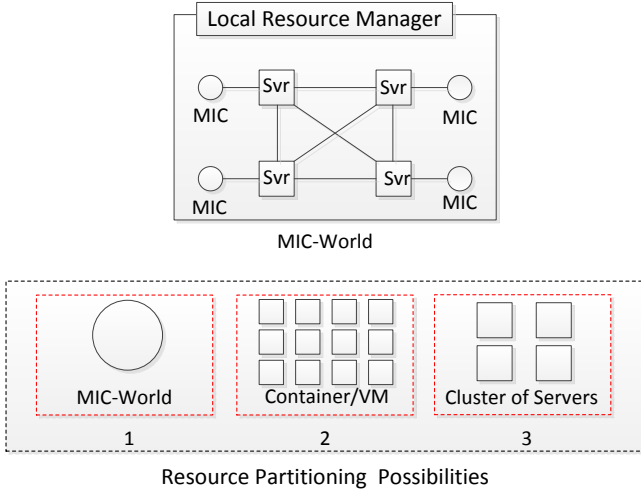 Local Resource Manager
Svr Svr
MIC MIC
Svr Svr
MIC MIC
MIC-World
MIC-World Container/VM Cluster of Servers
1 2 3
Resource Partitioning Possibilities